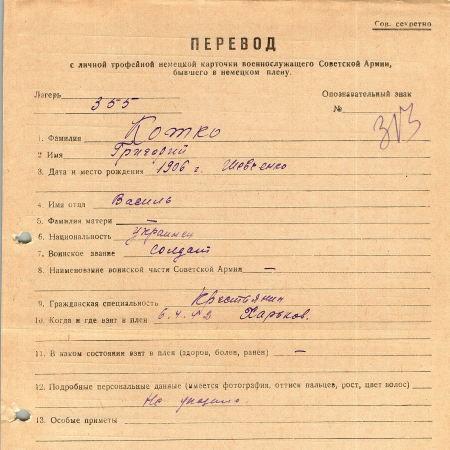 Сов. секретно
ПЕРЕВОД
с личной трофейной немецкой карточки военнослужащего Советской Армии,
бывшего в немецком плену.
Лагерь 355 Опознавательный знак
№ 313
1. Фамилия Котко
2 Имя Григорий
3. Дата и место рождения 1906 г. Шевченко
4. Имя отца Василь
5. Фамилия матери —
6. Национальность украинец
7. Воинское звание солдат
8. Наименование воинской части Советской Армии —
9. Гражданская специальность Крестьянин
10. Когда и где взят в плен 6.4.42 Харьков.
11. В каком состоянии взят в плен (здоров, болен, ранен) —
12. Подробные персональные данные (имеется фотография, оттиск пальцев, рост, цвет волос)
Не указано.
13. Особые приметы